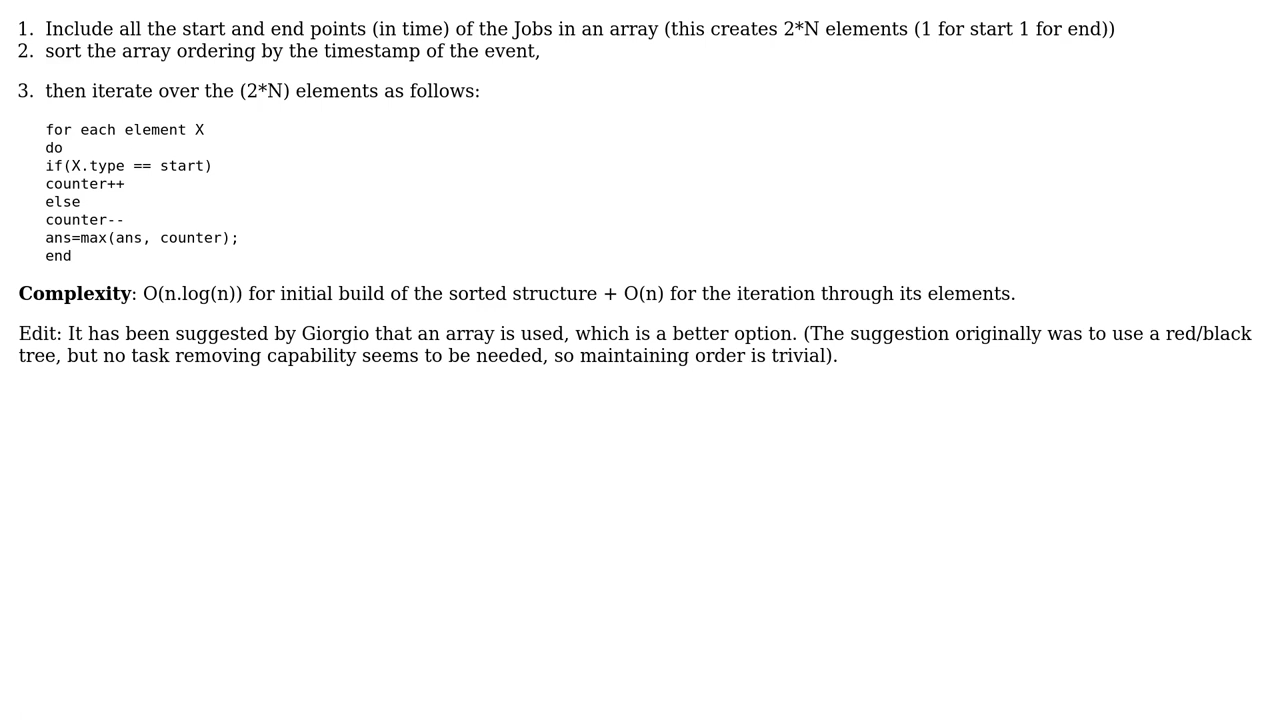 1. Include all the start and end points (in time) of the Jobs in an array (this creates 2*N elements (1 for start 1 for end))
2. sort the array ordering by the timestamp of the event,
3. then iterate over the (2*N) elements as follows:
for each element X
do
if(X.type == start)
counter++
else
counter--
ans=max(ans, counter);
end
Complexity: O(n.log(n)) for initial build of the sorted structure + O(n) for the iteration through its elements.
Edit: It has been suggested by Giorgio that an array is used, which is a better option. (The suggestion originally was to use a red/black
tree, but no task removing capability seems to be needed, so maintaining order is trivial).